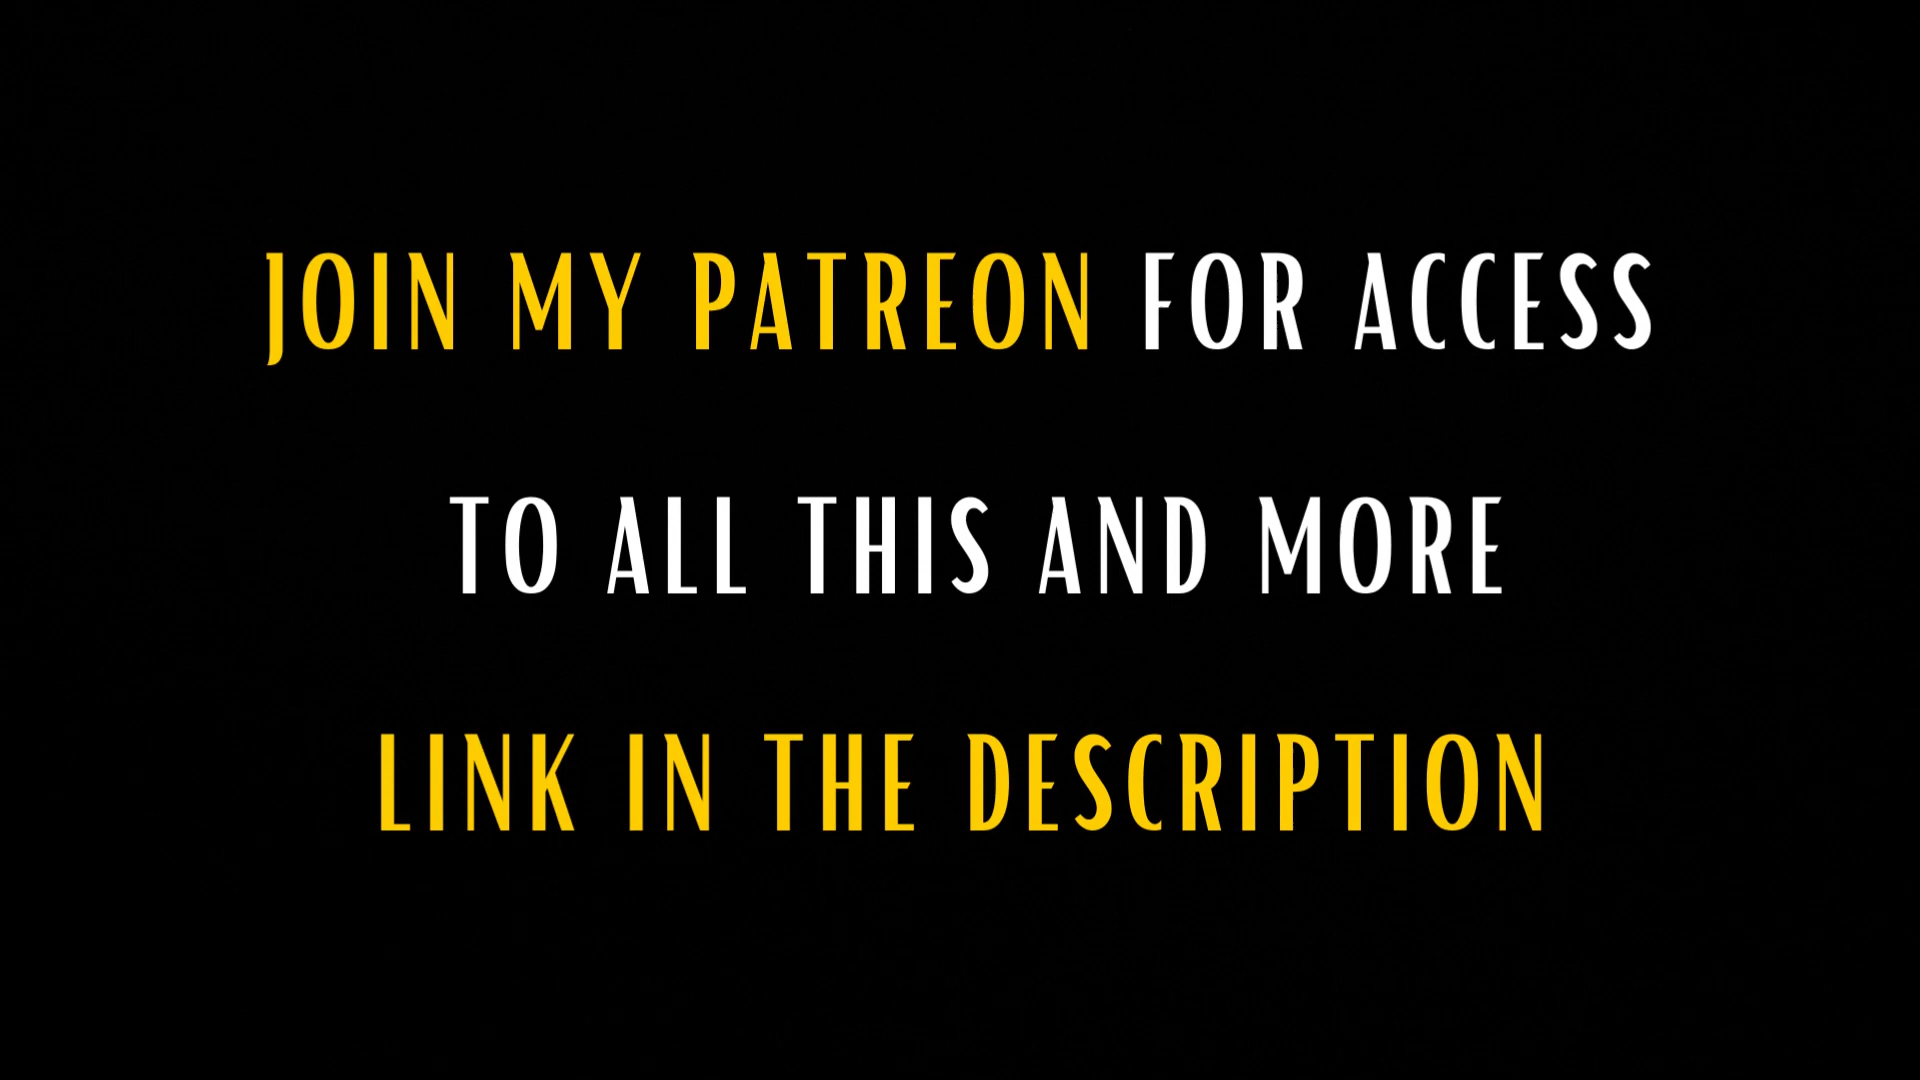 JOIN MY PATREON FOR ACCESS
TO ALL THIS AND MORE
LINK IN THE DESCRIPTION